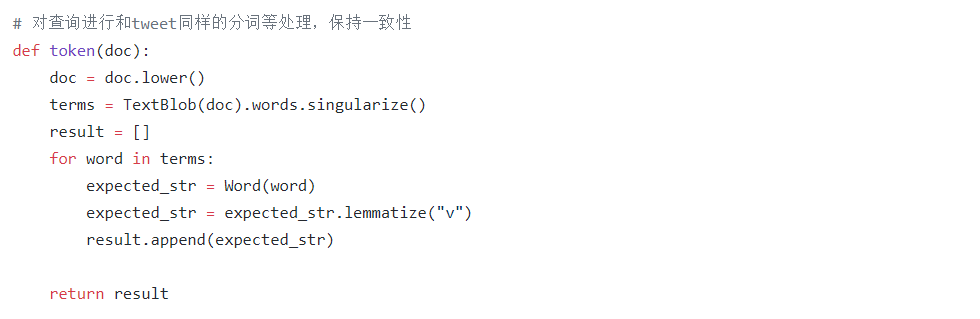 # 对查询进行和tweet同样的分词等处理，保持一致性
def token(doc):
    doc = doc.lower()
    terms = TextBlob(doc).words.singularize()
    result = []
    for word in terms:
        expected_str = Word(word)
        expected_str = expected_str.lemmatize("v")
        result.append(expected_str)

    return result